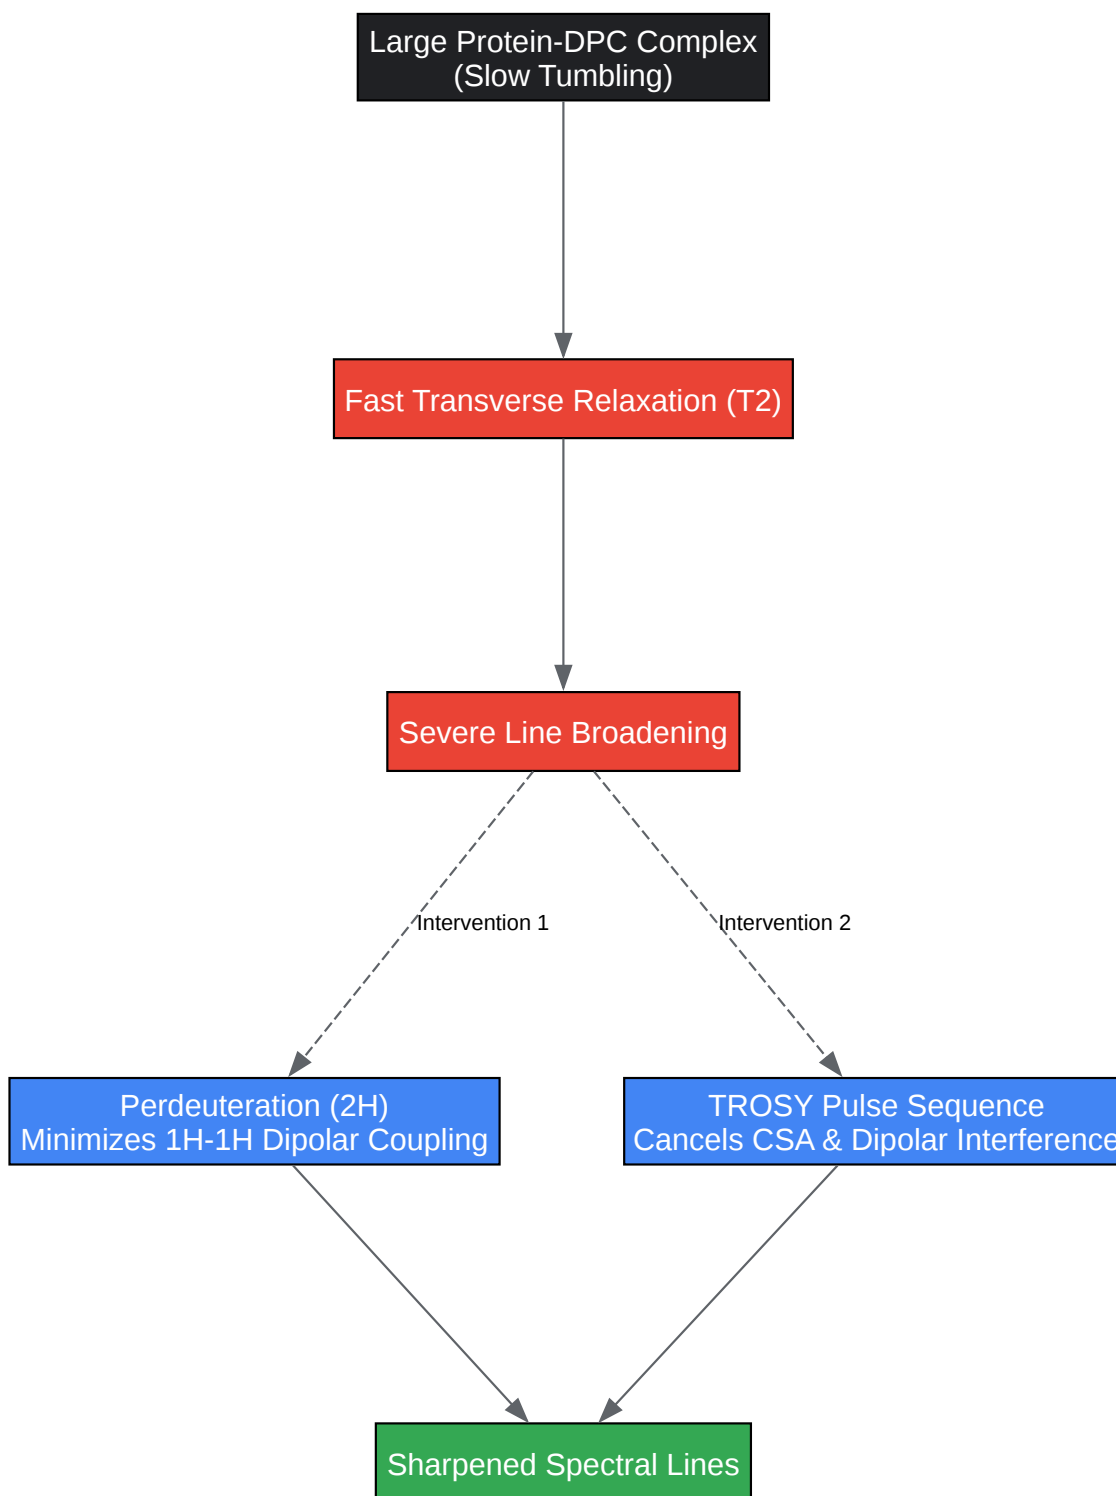 Large Protein-DPC Complex
(Slow Tumbling)
Fast Transverse Relaxation (T2)
Severe Line Broadening
Intervention 1
Intervention 2
Perdeuteration (2H)
Minimizes 1H-1H Dipolar Coupling
TROSY Pulse Sequence
Cancels CSA & Dipolar Interference
Sharpened Spectral Lines